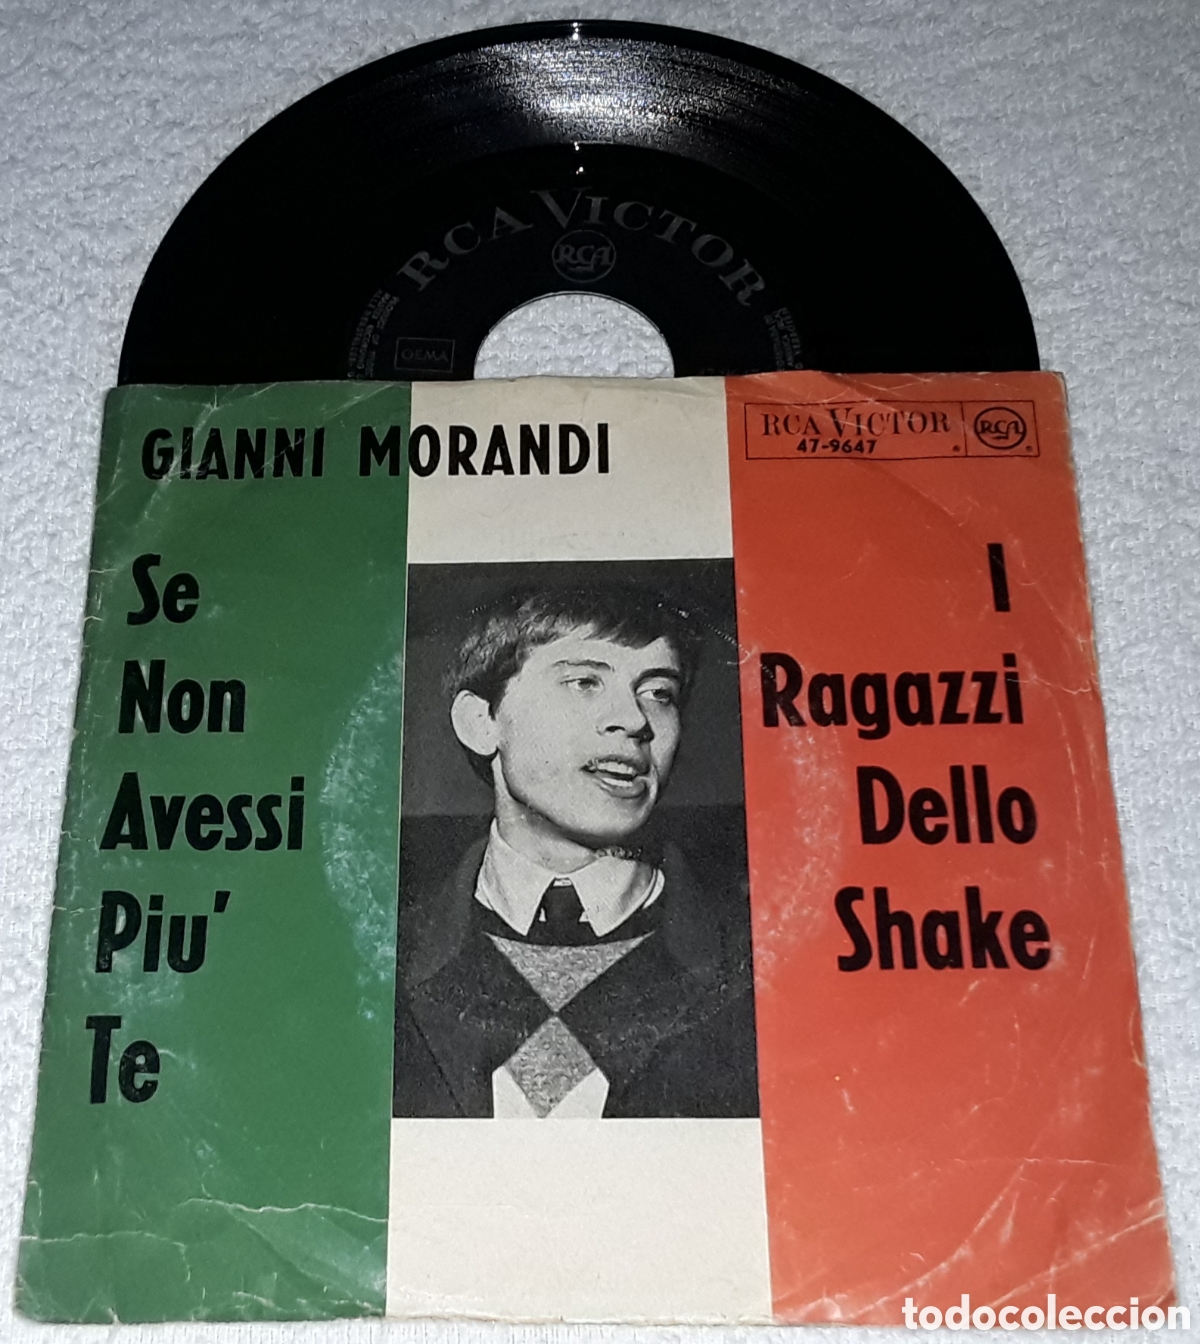 RCA VICTOR
RCA
GEMA
GIANNI MORANDI
RCA VICTOR
47-9647
RCA
Se
Non
Avessi
Piu'
Te
I
Ragazzi
Dello
Shake
todocoleccion